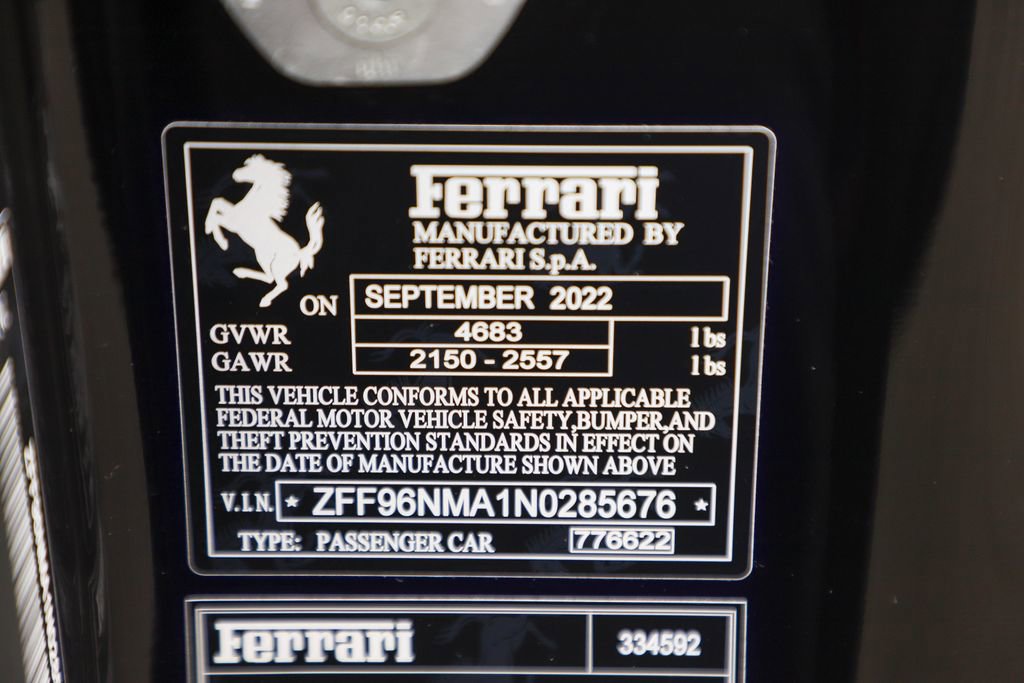 Ferrari
MANUFACTURED BY
FERRARI S.p.A.
ON SEPTEMBER 2022
GVWR 4683 lbs
GAWR 2150 - 2557 lbs
THIS VEHICLE CONFORMS TO ALL APPLICABLE
FEDERAL MOTOR VEHICLE SAFETY,BUMPER,AND
THEFT PREVENTION STANDARDS IN EFFECT ON
THE DATE OF MANUFACTURE SHOWN ABOVE
V.I.N. * ZFF96NMA1N0285676 *
TYPE: PASSENGER CAR 776622
Ferrari 334592